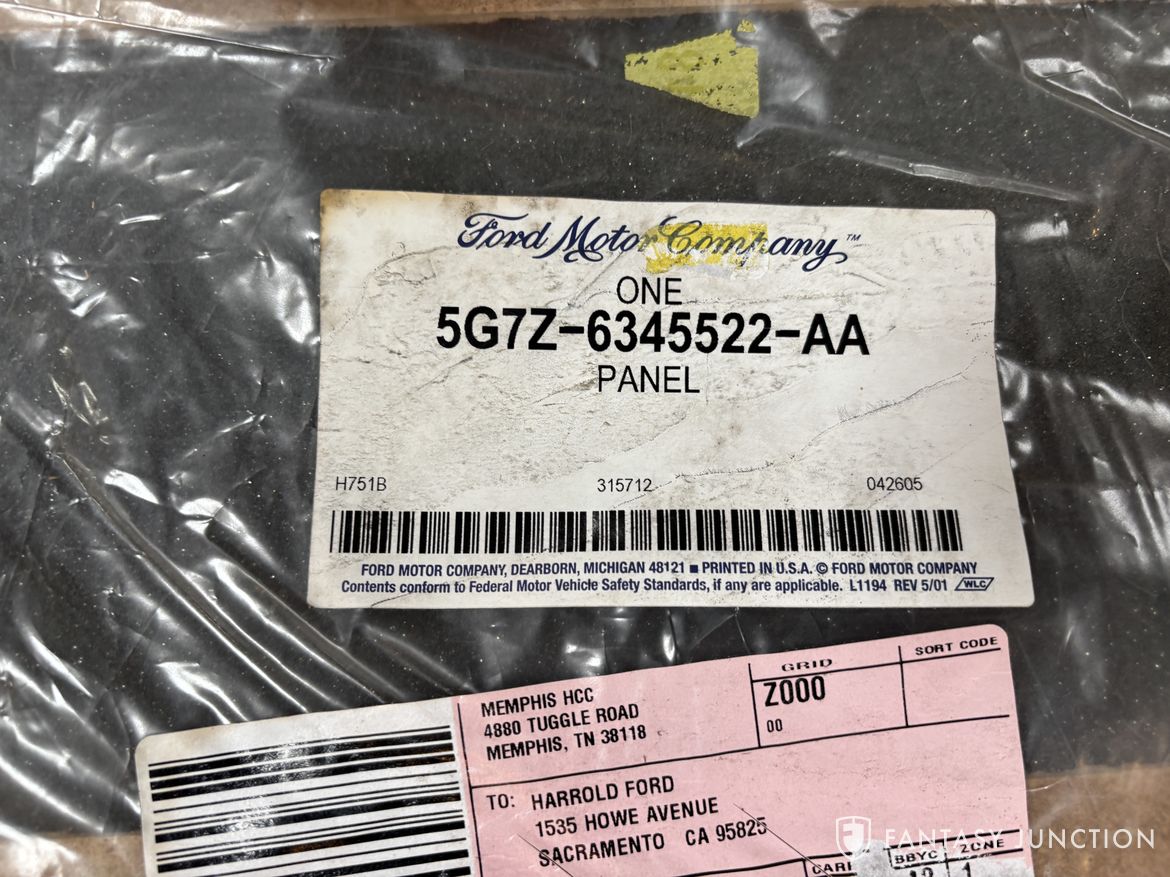 Ford Motor Company™
ONE
5G7Z-6345522-AA
PANEL
H751B 315712 042605
FORD MOTOR COMPANY, DEARBORN, MICHIGAN 48121 ■ PRINTED IN U.S.A. © FORD MOTOR COMPANY
Contents conform to Federal Motor Vehicle Safety Standards, if any are applicable. L1194 REV 5/01 WLC
MEMPHIS HCC
4880 TUGGLE ROAD
MEMPHIS, TN 38118
GRID
Z000
00
SORT CODE
TO: HARROLD FORD
1535 HOWE AVENUE
SACRAMENTO CA 95825
FANTASY JUNCTION
BBYC ZONE